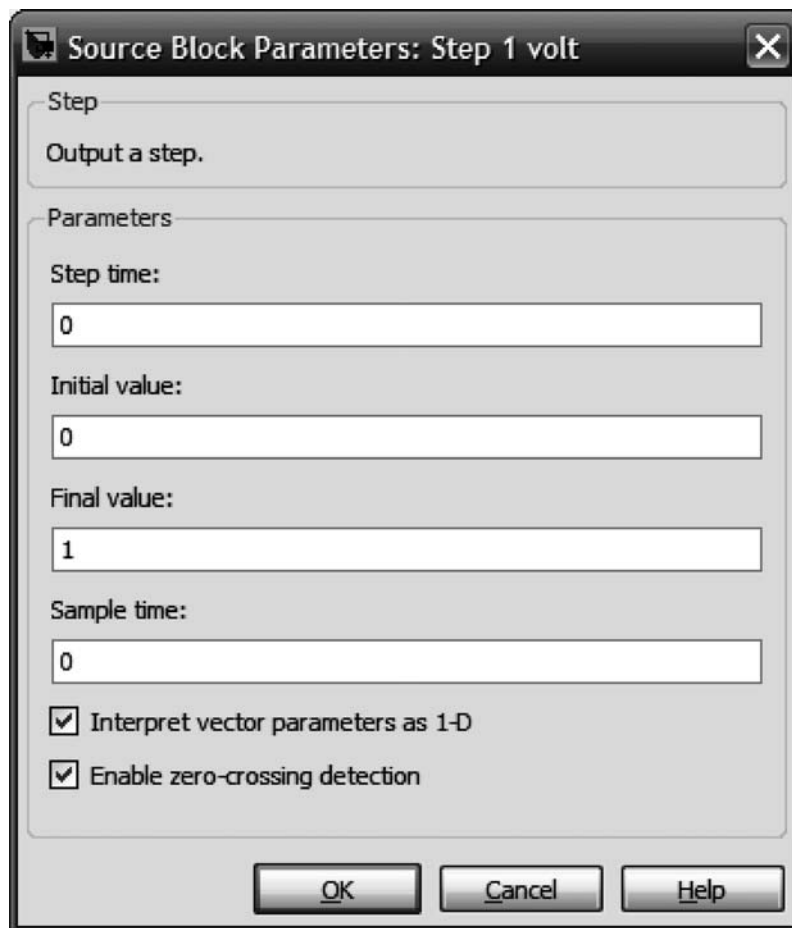 Source Block Parameters: Step 1 volt
Step
Output a step.
Parameters
Step time:
0
Initial value:
0
Final value:
1
Sample time:
0
Interpret vector parameters as 1-D
Enable zero-crossing detection
OK Cancel Help